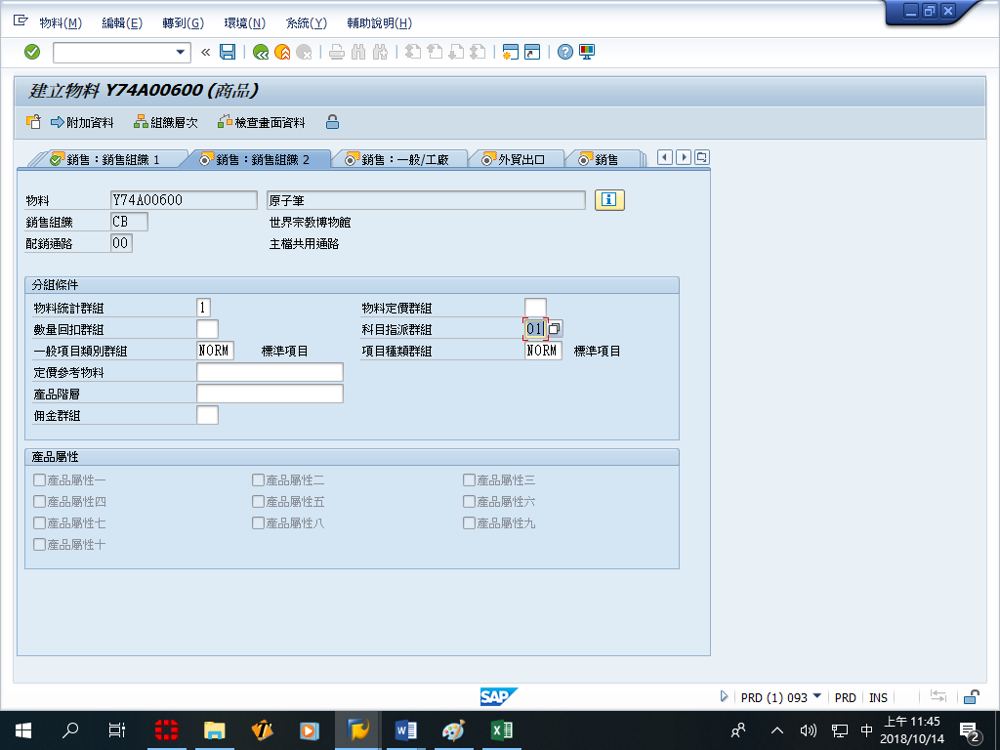 物料(M) 編輯(E) 轉到(G) 環境(N) 系統(Y) 輔助說明(H)
建立物料 Y74A00600 (商品)
附加資料 組織層次 檢查畫面資料
銷售：銷售組織 1 銷售：銷售組織 2 銷售：一般/工廠 外貿出口 銷售
物料 Y74A00600 原子筆
銷售組織 CB 世界宗教博物館
配銷通路 00 主檔共用通路
分組條件
物料統計群組 1 物料定價群組
數量回扣群組 科目指派群組 01
一般項目類別群組 NORM 標準項目 項目種類群組 NORM 標準項目
定價參考物料
產品階層
佣金群組
產品屬性
產品屬性一 產品屬性二 產品屬性三
產品屬性四 產品屬性五 產品屬性六
產品屬性七 產品屬性八 產品屬性九
產品屬性十
SAP
PRD (1) 093 PRD INS
中 上午 11:45
2018/10/14 2